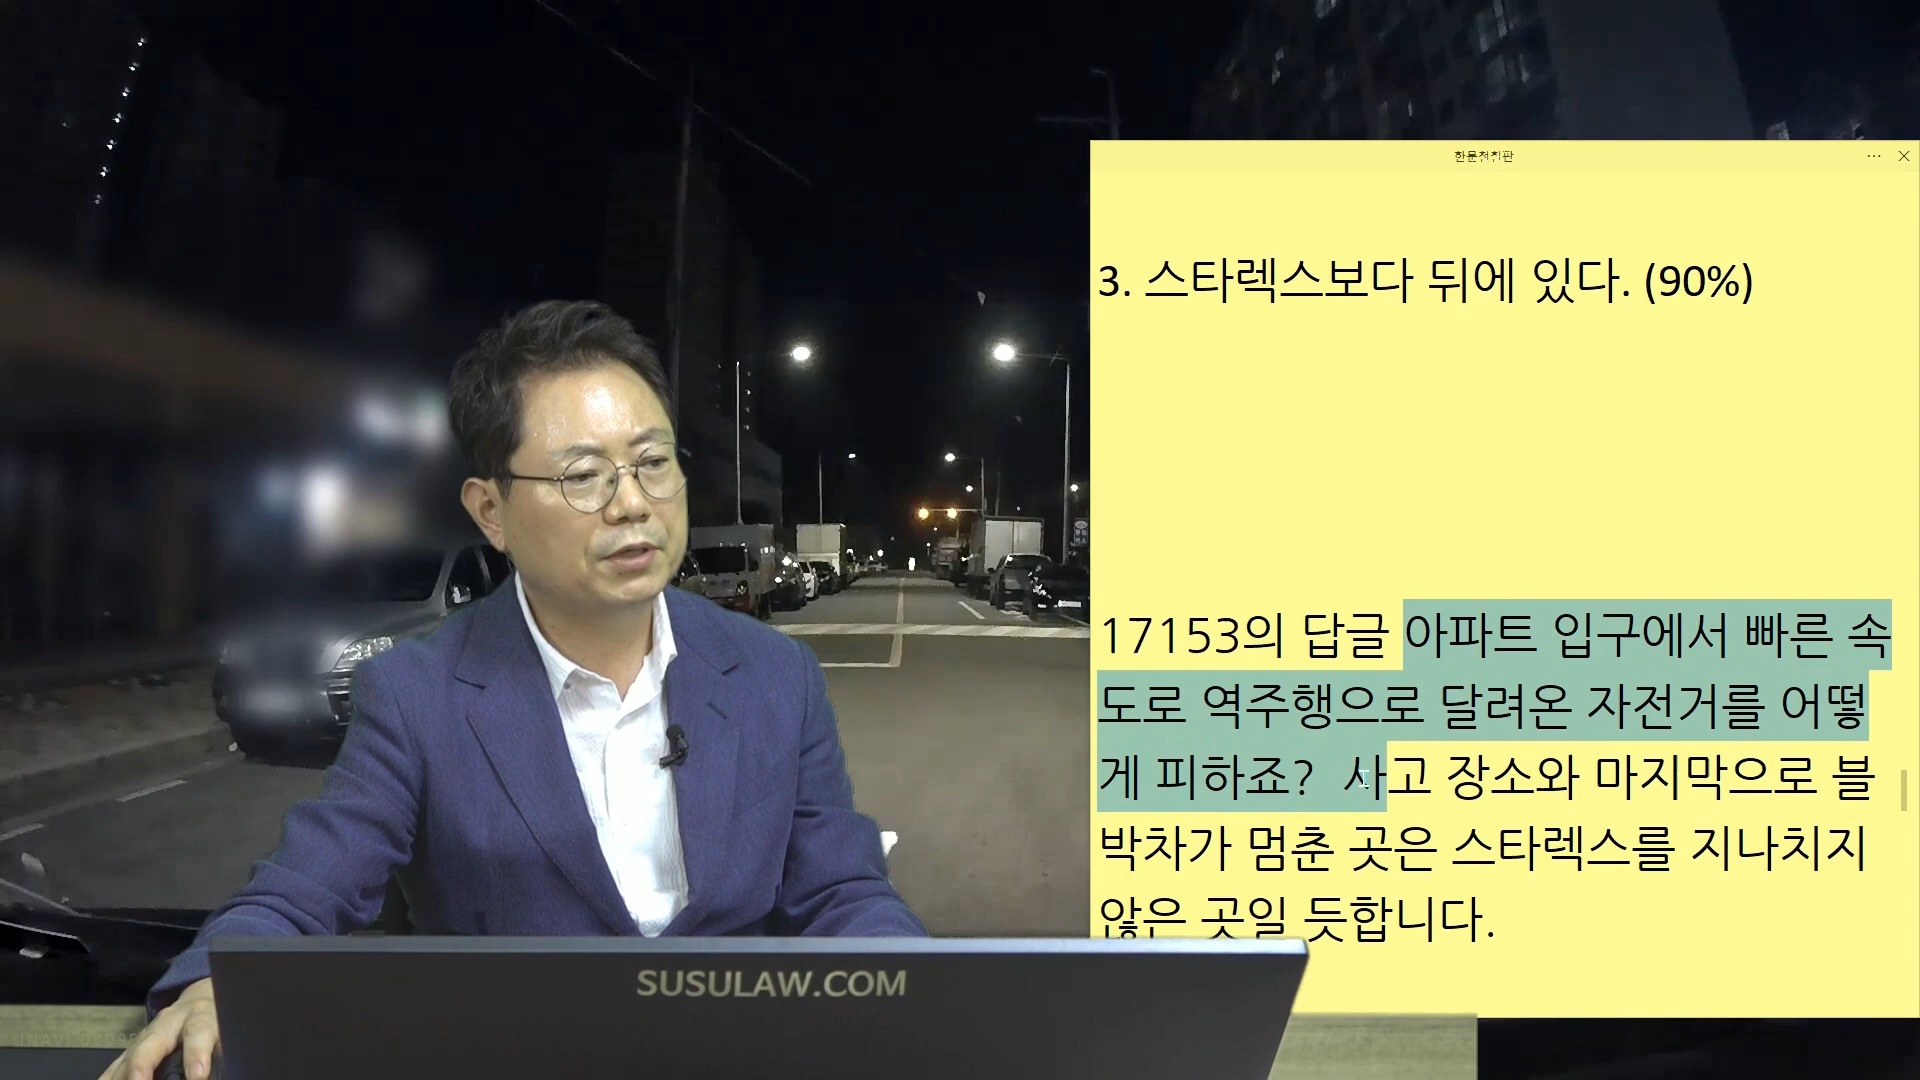 한문철칠판
3. 스타렉스보다 뒤에 있다. (90%)
17153의 답글 아파트 입구에서 빠른 속
도로 역주행으로 달려온 자전거를 어떻
게 피하죠?  사고 장소와 마지막으로 블
박차가 멈춘 곳은 스타렉스를 지나치지
않은 곳일 듯합니다.
SUSULAW.COM